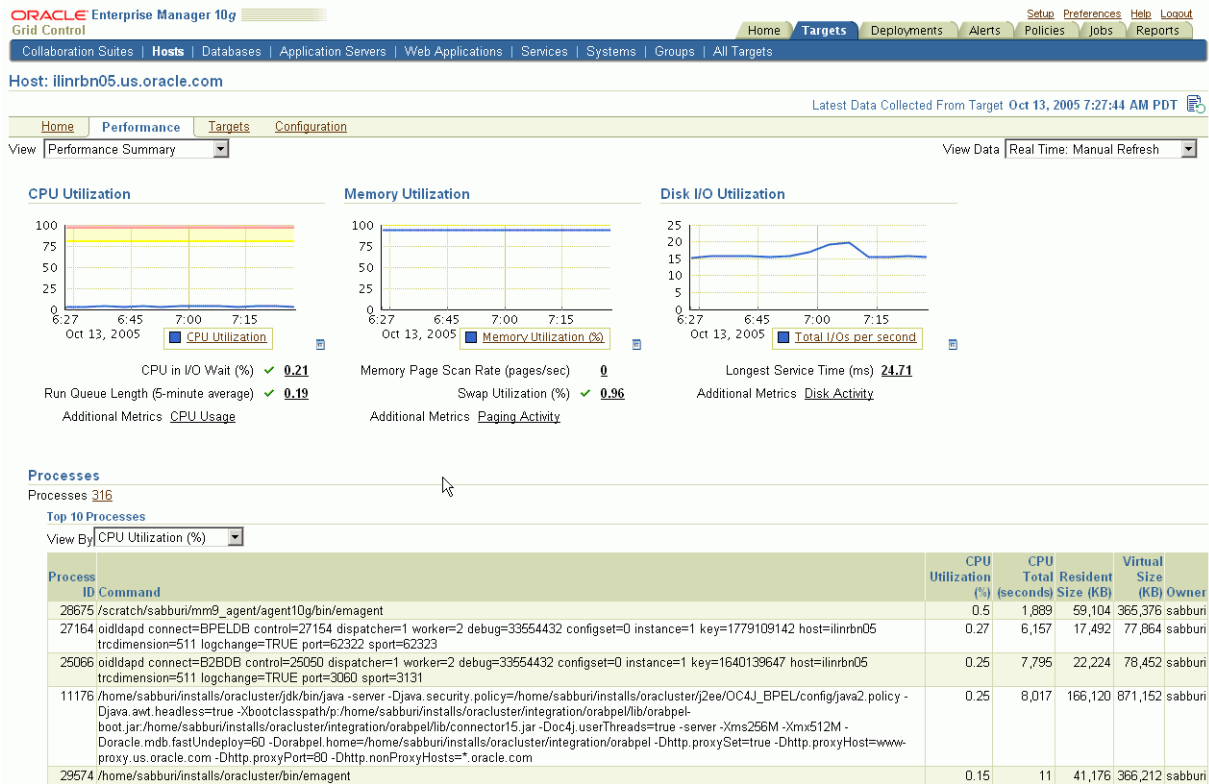 ORACLE Enterprise Manager 10g
Grid Control
Setup Preferences Help Logout
Home Targets Deployments Alerts Policies Jobs Reports
Collaboration Suites | Hosts | Databases | Application Servers | Web Applications | Services | Systems | Groups | All Targets
Host: ilinrbn05.us.oracle.com
Latest Data Collected From Target Oct 13, 2005 7:27:44 AM PDT
Home Performance Targets Configuration
View Performance Summary
View Data Real Time: Manual Refresh
CPU Utilization
100
75
50
25
0
6:27 6:45 7:00 7:15
Oct 13, 2005
CPU Utilization
CPU in I/O Wait (%) 0.21
Run Queue Length (5-minute average) 0.19
Additional Metrics CPU Usage
Memory Utilization
100
75
50
25
0
6:27 6:45 7:00 7:15
Oct 13, 2005
Memory Utilization (%)
Memory Page Scan Rate (pages/sec) 0
Swap Utilization (%) 0.96
Additional Metrics Paging Activity
Disk I/O Utilization
25
20
15
10
5
0
6:27 6:45 7:00 7:15
Oct 13, 2005
Total I/Os per second
Longest Service Time (ms) 24.71
Additional Metrics Disk Activity
Processes
Processes 316
Top 10 Processes
View By CPU Utilization (%)
Process ID Command CPU Utilization (%) CPU Total (seconds) Resident Size (KB) Virtual Size (KB) Owner
28675 /scratch/sabburi/mm9_agent/agent10g/bin/emagent 0.5 1,889 59,104 365,376 sabburi
27164 oidldapd connect=BPELDB control=27154 dispatcher=1 worker=2 debug=33554432 configset=0 instance=1 key=1779109142 host=ilinrbn05 0.27 6,157 17,492 77,864 sabburi
trcdimension=511 logchange=TRUE port=62322 sport=62323
25066 oidldapd connect=B2BDB control=25050 dispatcher=1 worker=2 debug=33554432 configset=0 instance=1 key=1640139647 host=ilinrbn05 0.25 7,795 22,224 78,452 sabburi
trcdimension=511 logchange=TRUE port=3060 sport=3131
11176 /home/sabburi/installs/oracluster/jdk/bin/java -server -Djava.security.policy=/home/sabburi/installs/oracluster/j2ee/OC4J_BPEL/config/java2.policy - 0.25 8,017 166,120 871,152 sabburi
Djava.awt.headless=true -Xbootclasspath/p:/home/sabburi/installs/oracluster/integration/orabpel/lib/orabpel-
boot.jar:/home/sabburi/installs/oracluster/integration/orabpel/lib/connector15.jar -Doc4j.userThreads=true -server -Xms256M -Xmx512M -
Doracle.mdb.fastUndeploy=60 -Dorabpel.home=/home/sabburi/installs/oracluster/integration/orabpel -Dhttp.proxySet=true -Dhttp.proxyHost=www-
proxy.us.oracle.com -Dhttp.proxyPort=80 -Dhttp.nonProxyHosts=*.oracle.com
29574 /home/sabburi/installs/oracluster/bin/emagent 0.15 11 41,176 366,212 sabburi